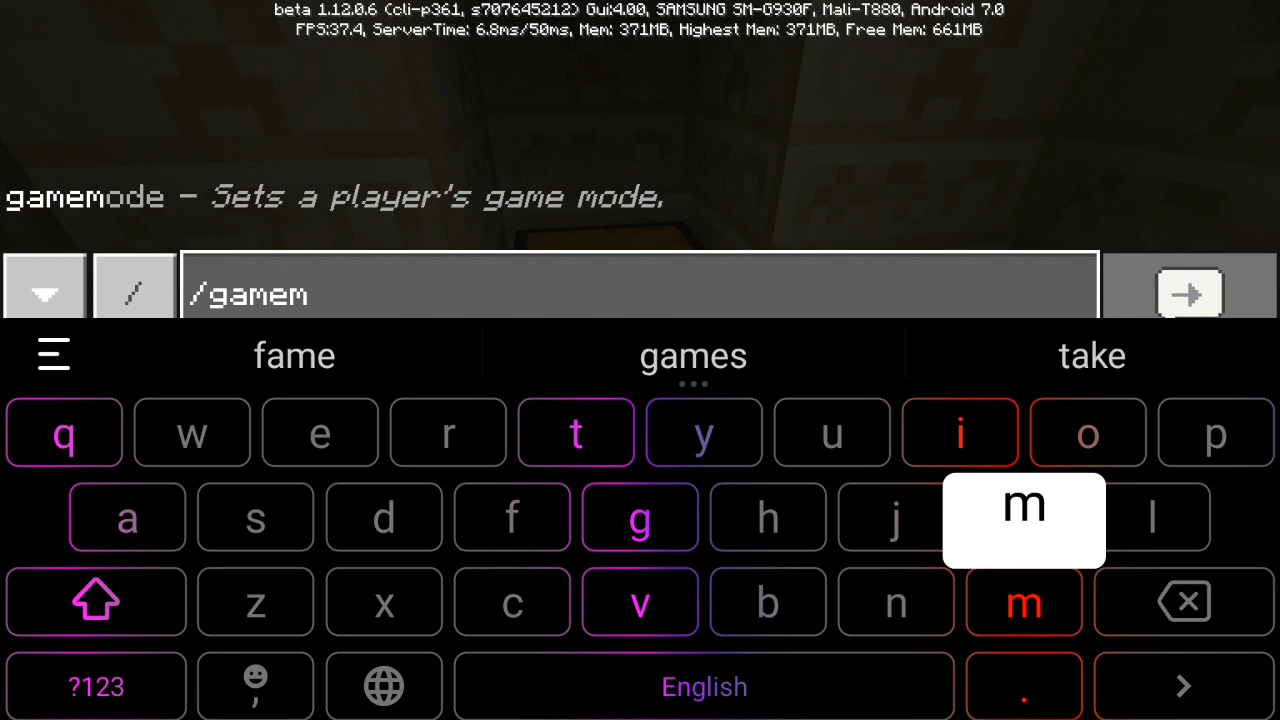 beta 1.12.0.6 (cli-p361, s707645212) Gui:4.00, SAMSUNG SM-G930F, Mali-T880, Android 7.0
FPS:37.4, ServerTime: 6.8ms/50ms, Mem: 371MB, Highest Mem: 371MB, Free Mem: 661MB
gamemode - Sets a player's game mode.
/ /gamem
fame games take
q w e r t y u i o p
a s d f g h j m l
z x c v b n m
?123 , English .